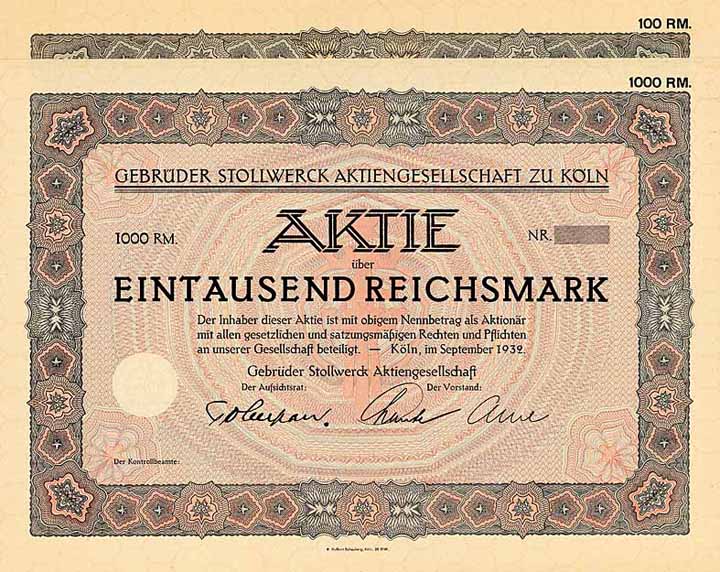 100 RM.
1000 RM.
GEBRÜDER STOLLWERCK AKTIENGESELLSCHAFT ZU KÖLN
1000 RM.
AKTIE
NR.
über
EINTAUSEND REICHSMARK
Der Inhaber dieser Aktie ist mit obigem Nennbetrag als Aktionär
mit allen gesetzlichen und satzungsmäßigen Rechten und Pflichten
an unserer Gesellschaft beteiligt. — Köln, im September 1932.
Gebrüder Stollwerck Aktiengesellschaft
Der Aufsichtsrat: Der Vorstand:
Der Kontrollbeamte: